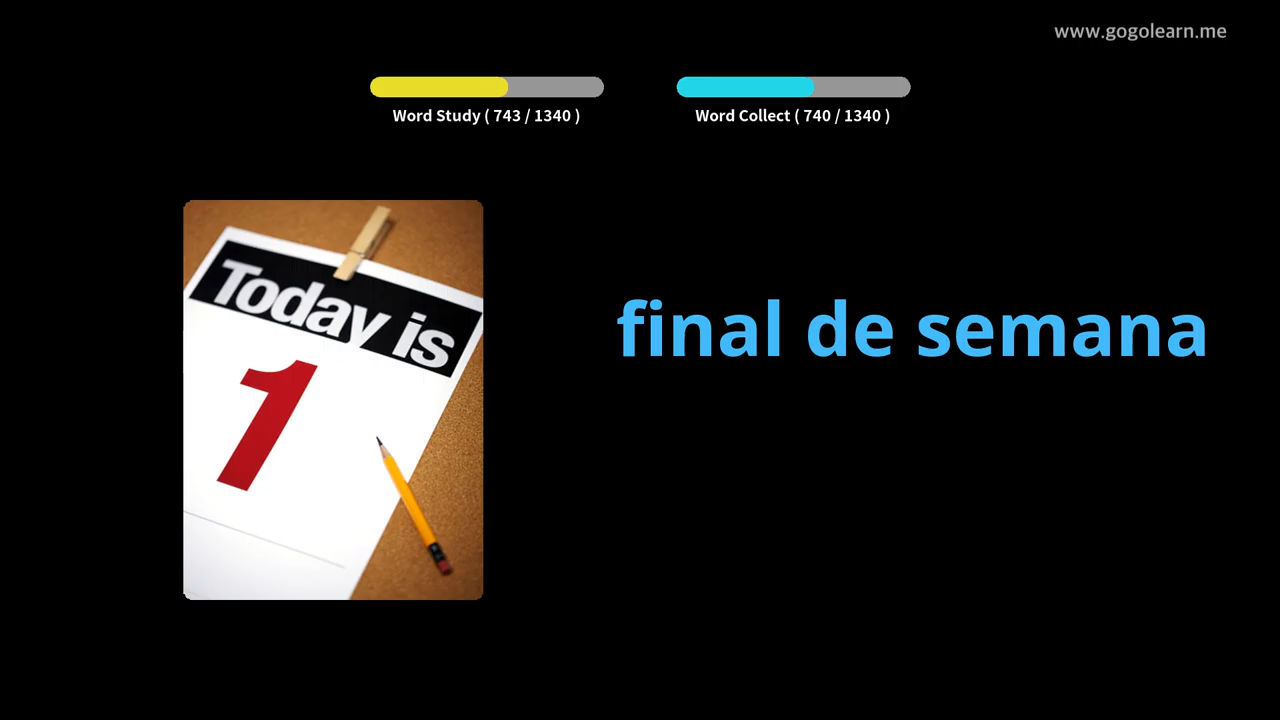 www.gogolearn.me
Word Study ( 743 / 1340 )
Word Collect ( 740 / 1340 )
Today is
1
final de semana